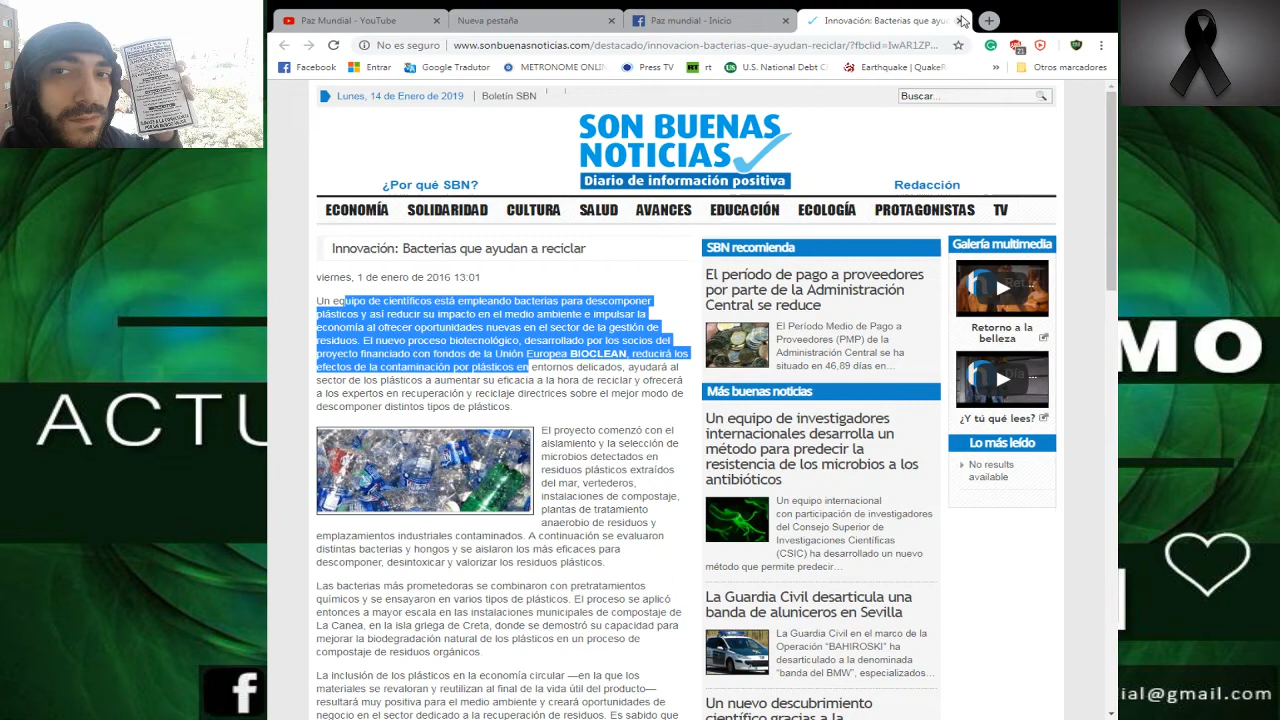 Paz Mundial - YouTube
Nueva pestaña
Paz mundial - Inicio
Innovación: Bacterias que ayu
No es seguro
www.sonbuenasnoticias.com/destacado/innovacion-bacterias-que-ayudan-reciclar/?fbclid=IwAR1ZP...
21
Facebook
Entrar
Google Tradutor
METRONOME ONLIN
Press TV
rt
U.S. National Debt C
Earthquake | QuakeR
»
Otros marcadores
Lunes, 14 de Enero de 2019
Boletín SBN
Buscar...
SON BUENAS
NOTICIAS
Diario de información positiva
¿Por qué SBN?
Redacción
ECONOMÍA SOLIDARIDAD CULTURA SALUD AVANCES EDUCACIÓN ECOLOGÍA PROTAGONISTAS TV
Innovación: Bacterias que ayudan a reciclar
viernes, 1 de enero de 2016 13:01
Un equipo de científicos está empleando bacterias para descomponer
plásticos y así reducir su impacto en el medio ambiente e impulsar la
economía al ofrecer oportunidades nuevas en el sector de la gestión de
residuos. El nuevo proceso biotecnológico, desarrollado por los socios del
proyecto financiado con fondos de la Unión Europea BIOCLEAN, reducirá los
efectos de la contaminación por plásticos en entornos delicados, ayudará al
sector de los plásticos a aumentar su eficacia a la hora de reciclar y ofrecerá
a los expertos en recuperación y reciclaje directrices sobre el mejor modo de
descomponer distintos tipos de plásticos.
El proyecto comenzó con el
aislamiento y la selección de
microbios detectados en
residuos plásticos extraídos
del mar, vertederos,
instalaciones de compostaje,
plantas de tratamiento
anaerobio de residuos y
emplazamientos industriales contaminados. A continuación se evaluaron
distintas bacterias y hongos y se aislaron los más eficaces para
descomponer, desintoxicar y valorizar los residuos plásticos.
Las bacterias más prometedoras se combinaron con pretratamientos
químicos y se ensayaron en varios tipos de plásticos. El proceso se aplicó
entonces a mayor escala en las instalaciones municipales de compostaje de
La Canea, en la isla griega de Creta, donde se demostró su capacidad para
mejorar la biodegradación natural de los plásticos en un proceso de
compostaje de residuos orgánicos.
La inclusión de los plásticos en la economía circular —en la que los
materiales se revaloran y reutilizan al final de la vida útil del producto—
resultará muy positiva para el medio ambiente y creará oportunidades de
negocio en el sector dedicado a la recuperación de residuos. Es sabido que
SBN recomienda
El período de pago a proveedores
por parte de la Administración
Central se reduce
El Período Medio de Pago a
Proveedores (PMP) de la
Administración Central se ha
situado en 46,89 días en...
Más buenas noticias
Un equipo de investigadores
internacionales desarrolla un
método para predecir la
resistencia de los microbios a los
antibióticos
Un equipo internacional
con participación de investigadores
del Consejo Superior de
Investigaciones Científicas
(CSIC) ha desarrollado un nuevo
método que permite predecir...
La Guardia Civil desarticula una
banda de aluniceros en Sevilla
La Guardia Civil en el marco de la
Operación “BAHIROSKI” ha
desarticulado a la denominada
“banda del BMW”, especializados...
Un nuevo descubrimiento
científico gracias a la
Galería multimedia
Ret...
Retorno a la
belleza
Día ...
¿Y tú qué lees?
Lo más leído
No results
available
ACTU
MO
f
ial@gmail.com